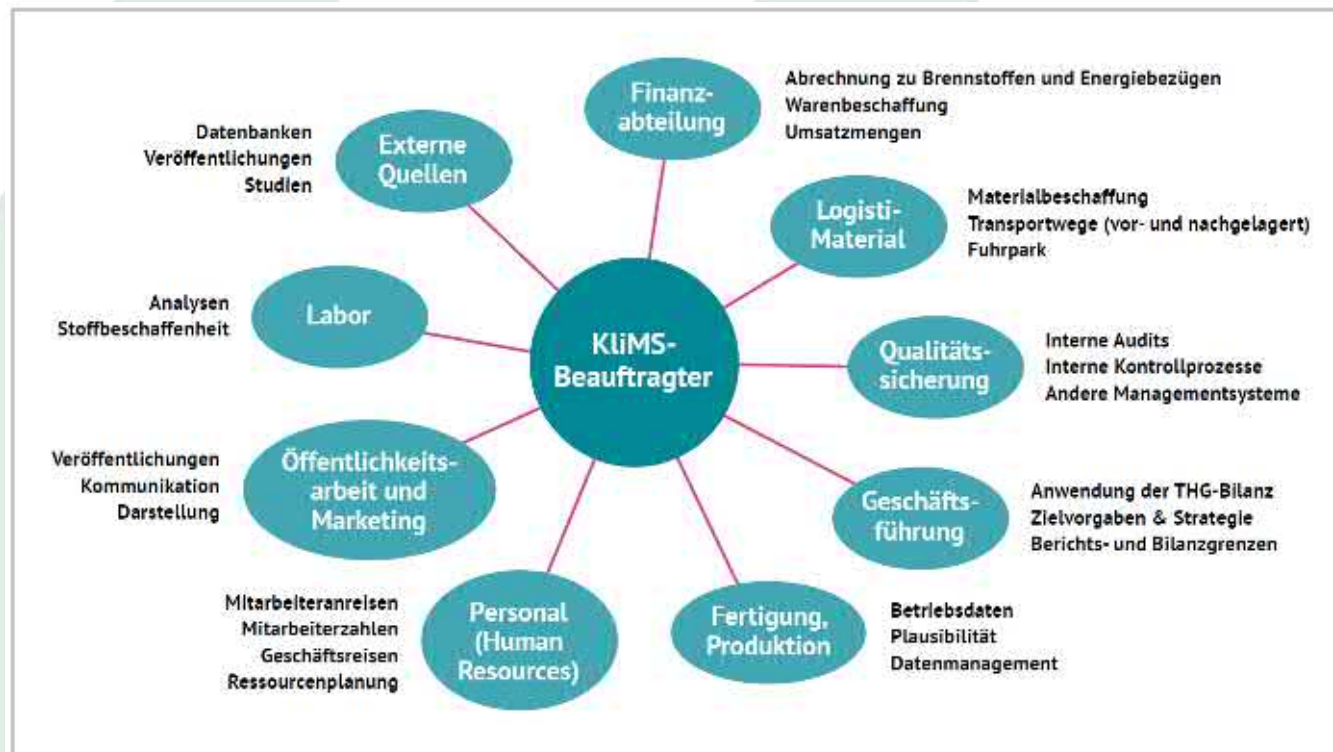 Finanz-
abteilung
Abrechnung zu Brennstoffen und Energiebezügen
Warenbeschaffung
Umsatzmengen
Externe
Quellen
Datenbanken
Veröffentlichungen
Studien
Logisti-
Material
Materialbeschaffung
Transportwege (vor- und nachgelagert)
Fuhrpark
Labor
Analysen
Stoffbeschaffenheit
KliMS-
Beauftragter
Qualitäts-
sicherung
Interne Audits
Interne Kontrollprozesse
Andere Managementsysteme
Öffentlichkeits-
arbeit und
Marketing
Veröffentlichungen
Kommunikation
Darstellung
Geschäfts-
führung
Anwendung der THG-Bilanz
Zielvorgaben & Strategie
Berichts- und Bilanzgrenzen
Personal
(Human
Resources)
Mitarbeiteranreisen
Mitarbeiterzahlen
Geschäftsreisen
Ressourcenplanung
Fertigung,
Produktion
Betriebsdaten
Plausibilität
Datenmanagement